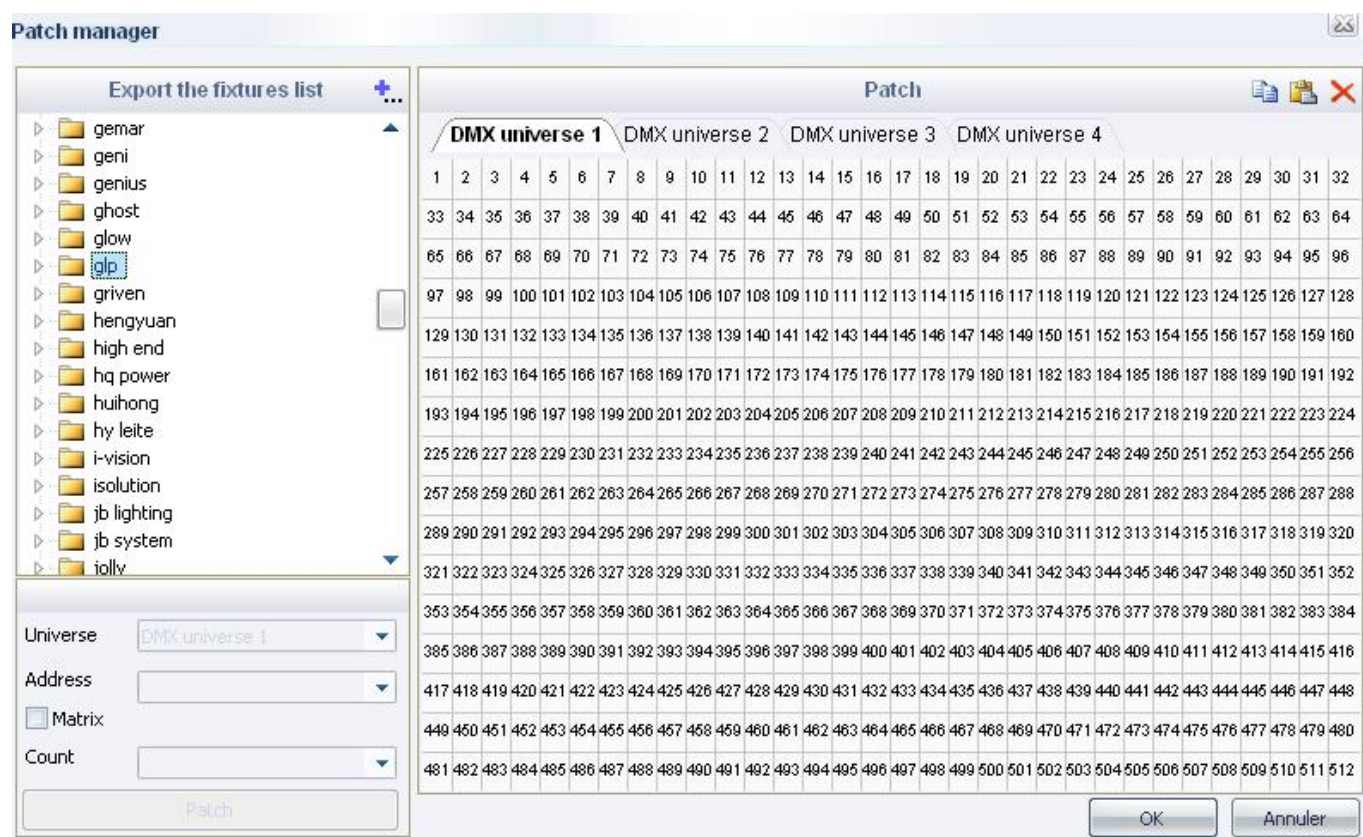 Patch manager
Export the fixtures list
gemar
geni
genius
ghost
glow
glp
griven
hengyuan
high end
hq power
huihong
hy leite
i-vision
isolution
jb lighting
jb system
jolly
Universe DMX universe 1
Address
Matrix
Count
Patch
Patch
DMX universe 1 DMX universe 2 DMX universe 3 DMX universe 4
1 2 3 4 5 6 7 8 9 10 11 12 13 14 15 16 17 18 19 20 21 22 23 24 25 26 27 28 29 30 31 32
33 34 35 36 37 38 39 40 41 42 43 44 45 46 47 48 49 50 51 52 53 54 55 56 57 58 59 60 61 62 63 64
65 66 67 68 69 70 71 72 73 74 75 76 77 78 79 80 81 82 83 84 85 86 87 88 89 90 91 92 93 94 95 96
97 98 99 100 101 102 103 104 105 106 107 108 109 110 111 112 113 114 115 116 117 118 119 120 121 122 123 124 125 126 127 128
129 130 131 132 133 134 135 136 137 138 139 140 141 142 143 144 145 146 147 148 149 150 151 152 153 154 155 156 157 158 159 160
161 162 163 164 165 166 167 168 169 170 171 172 173 174 175 176 177 178 179 180 181 182 183 184 185 186 187 188 189 190 191 192
193 194 195 196 197 198 199 200 201 202 203 204 205 206 207 208 209 210 211 212 213 214 215 216 217 218 219 220 221 222 223 224
225 226 227 228 229 230 231 232 233 234 235 236 237 238 239 240 241 242 243 244 245 246 247 248 249 250 251 252 253 254 255 256
257 258 259 260 261 262 263 264 265 266 267 268 269 270 271 272 273 274 275 276 277 278 279 280 281 282 283 284 285 286 287 288
289 290 291 292 293 294 295 296 297 298 299 300 301 302 303 304 305 306 307 308 309 310 311 312 313 314 315 316 317 318 319 320
321 322 323 324 325 326 327 328 329 330 331 332 333 334 335 336 337 338 339 340 341 342 343 344 345 346 347 348 349 350 351 352
353 354 355 356 357 358 359 360 361 362 363 364 365 366 367 368 369 370 371 372 373 374 375 376 377 378 379 380 381 382 383 384
385 386 387 388 389 390 391 392 393 394 395 396 397 398 399 400 401 402 403 404 405 406 407 408 409 410 411 412 413 414 415 416
417 418 419 420 421 422 423 424 425 426 427 428 429 430 431 432 433 434 435 436 437 438 439 440 441 442 443 444 445 446 447 448
449 450 451 452 453 454 455 456 457 458 459 460 461 462 463 464 465 466 467 468 469 470 471 472 473 474 475 476 477 478 479 480
481 482 483 484 485 486 487 488 489 490 491 492 493 494 495 496 497 498 499 500 501 502 503 504 505 506 507 508 509 510 511 512
OK Annuler